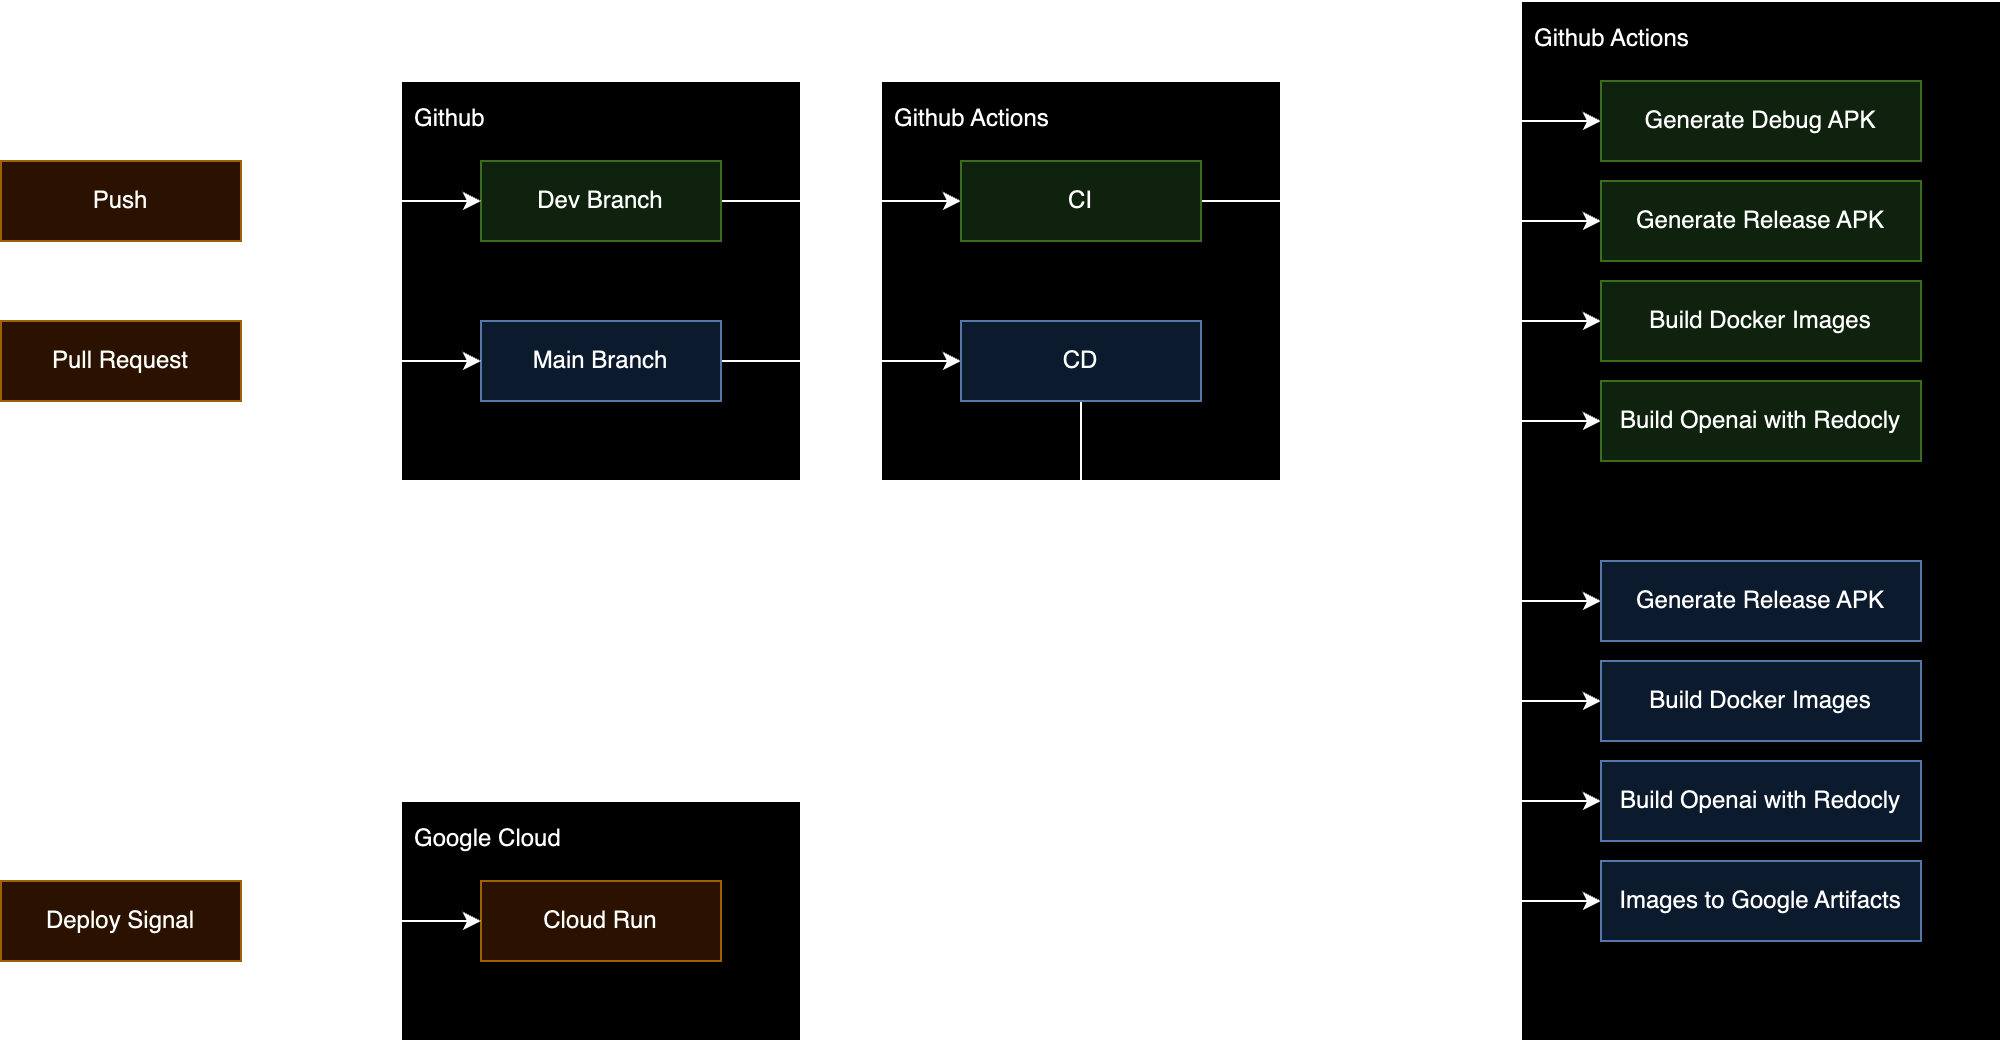 Github Actions
Generate Debug APK
Github
Github Actions
Push
Dev Branch
CI
Generate Release APK
Build Docker Images
Pull Request
Main Branch
CD
Build Openai with Redocly
Generate Release APK
Build Docker Images
Build Openai with Redocly
Google Cloud
Deploy Signal
Cloud Run
Images to Google Artifacts